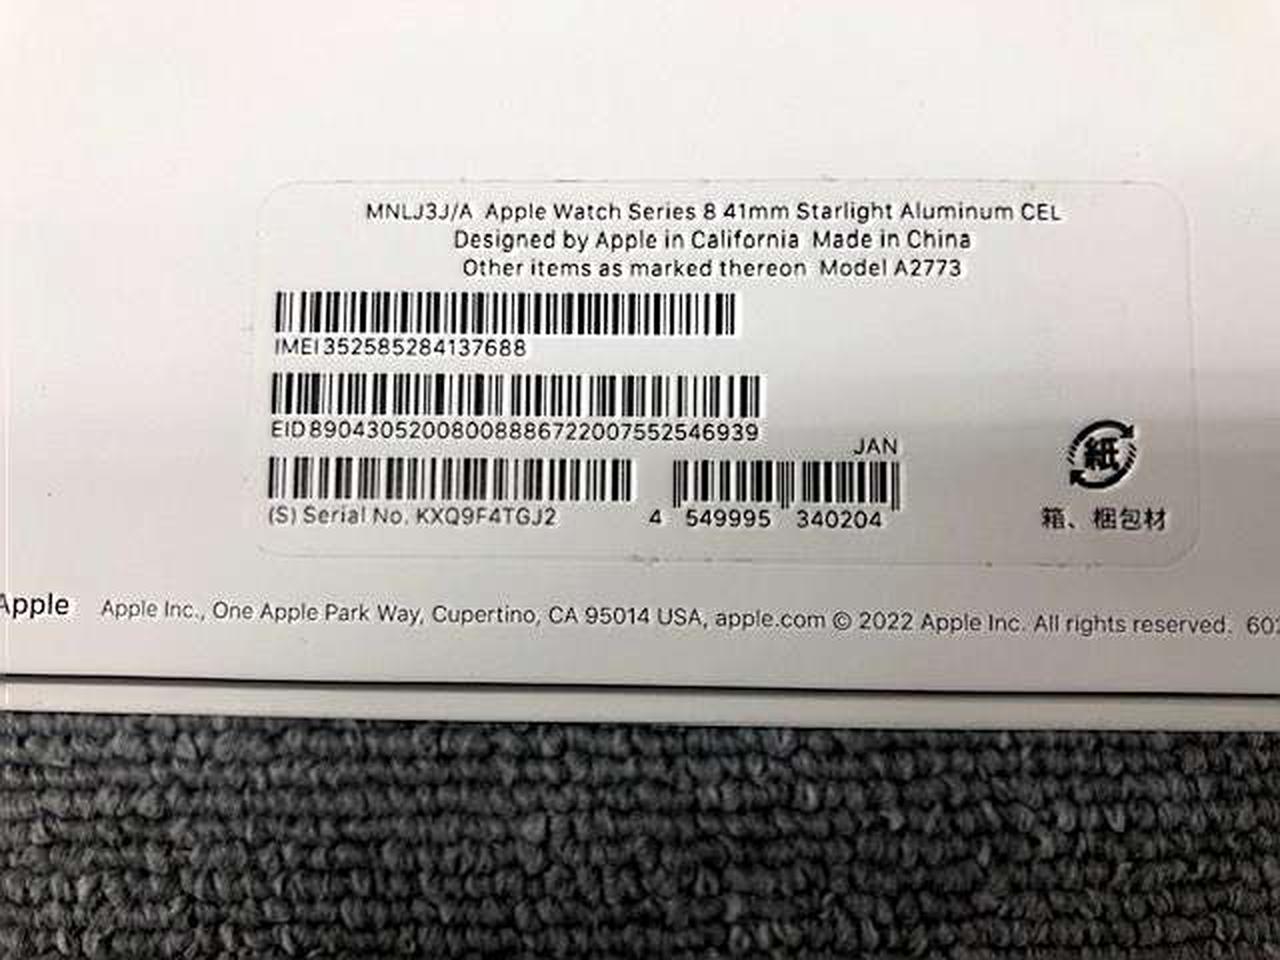 MNLJ3J/A Apple Watch Series 8 41mm Starlight Aluminum CEL
Designed by Apple in California Made in China
Other items as marked thereon Model A2773
IMEI 352585284137688
EID 89043052008008886722007552546939
JAN
(S) Serial No. KXQ9F4TGJ2
4 549995 340204
紙
箱、梱包材
Apple Apple Inc., One Apple Park Way, Cupertino, CA 95014 USA, apple.com © 2022 Apple Inc. All rights reserved.